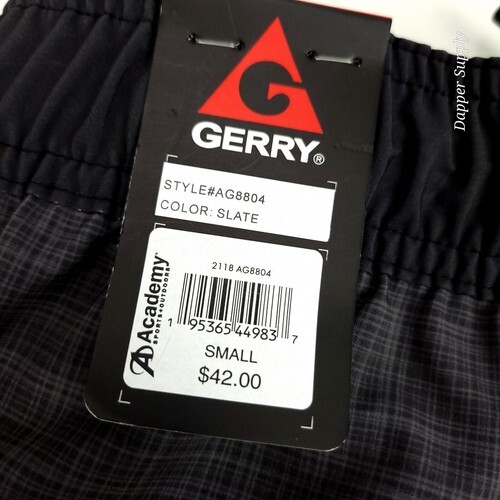 GERRY®
STYLE#AG8804
COLOR: SLATE
2118 AG8804
Academy
SPORTS+OUTDOORS
1 95365 44983 7
SMALL
$42.00
Dapper Supply